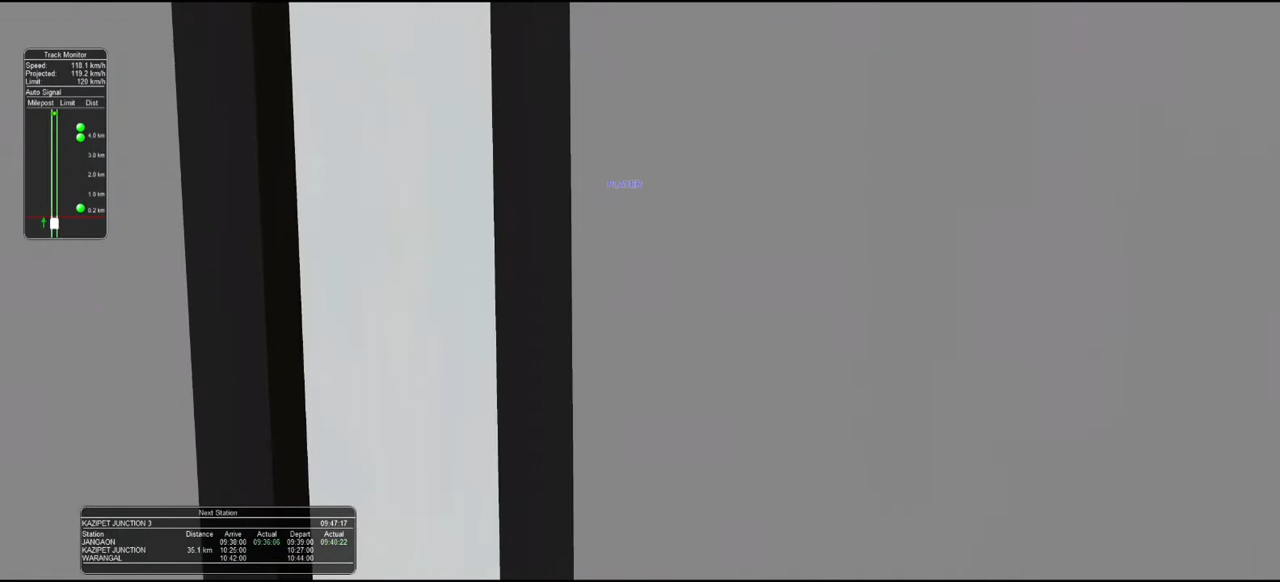 Track Monitor
Speed: 118.1 km/h
Projected: 119.2 km/h
Limit 120 km/h
Auto Signal
Milepost Limit Dist
4.0 km
3.0 km
2.0 km
1.0 km
0.2 km
PLAYER
Next Station
KAZIPET JUNCTION 3 09:47:17
Station Distance Arrive Actual Depart Actual
JANGAON 09:38:00 09:36:06 09:39:00 09:40:22
KAZIPET JUNCTION 35.1 km 10:25:00 10:27:00
WARANGAL 10:42:00 10:44:00